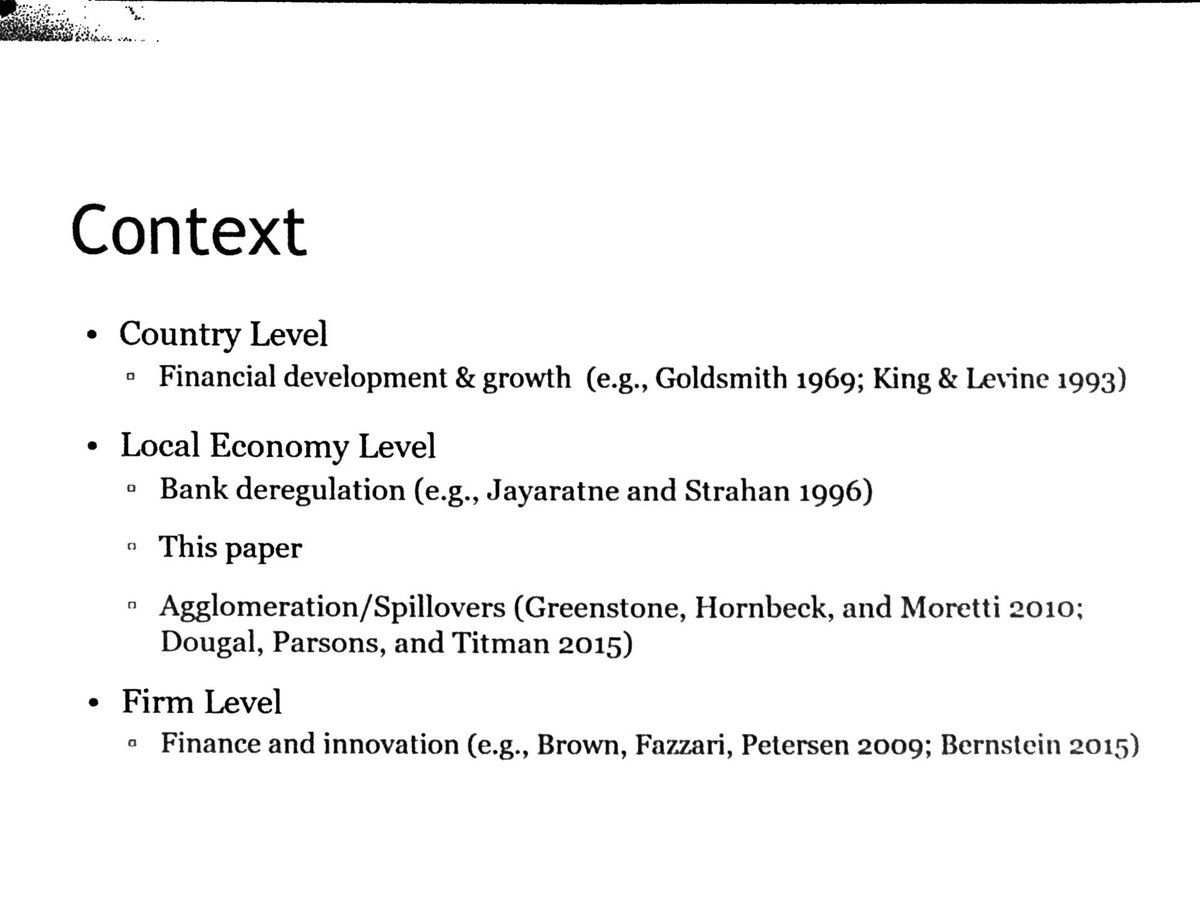 Context
• Country Level
▫ Financial development & growth (e.g., Goldsmith 1969; King & Levine 1993)
• Local Economy Level
▫ Bank deregulation (e.g., Jayaratne and Strahan 1996)
▫ This paper
▫ Agglomeration/Spillovers (Greenstone, Hornbeck, and Moretti 2010;
Dougal, Parsons, and Titman 2015)
• Firm Level
▫ Finance and innovation (e.g., Brown, Fazzari, Petersen 2009; Bernstein 2015)